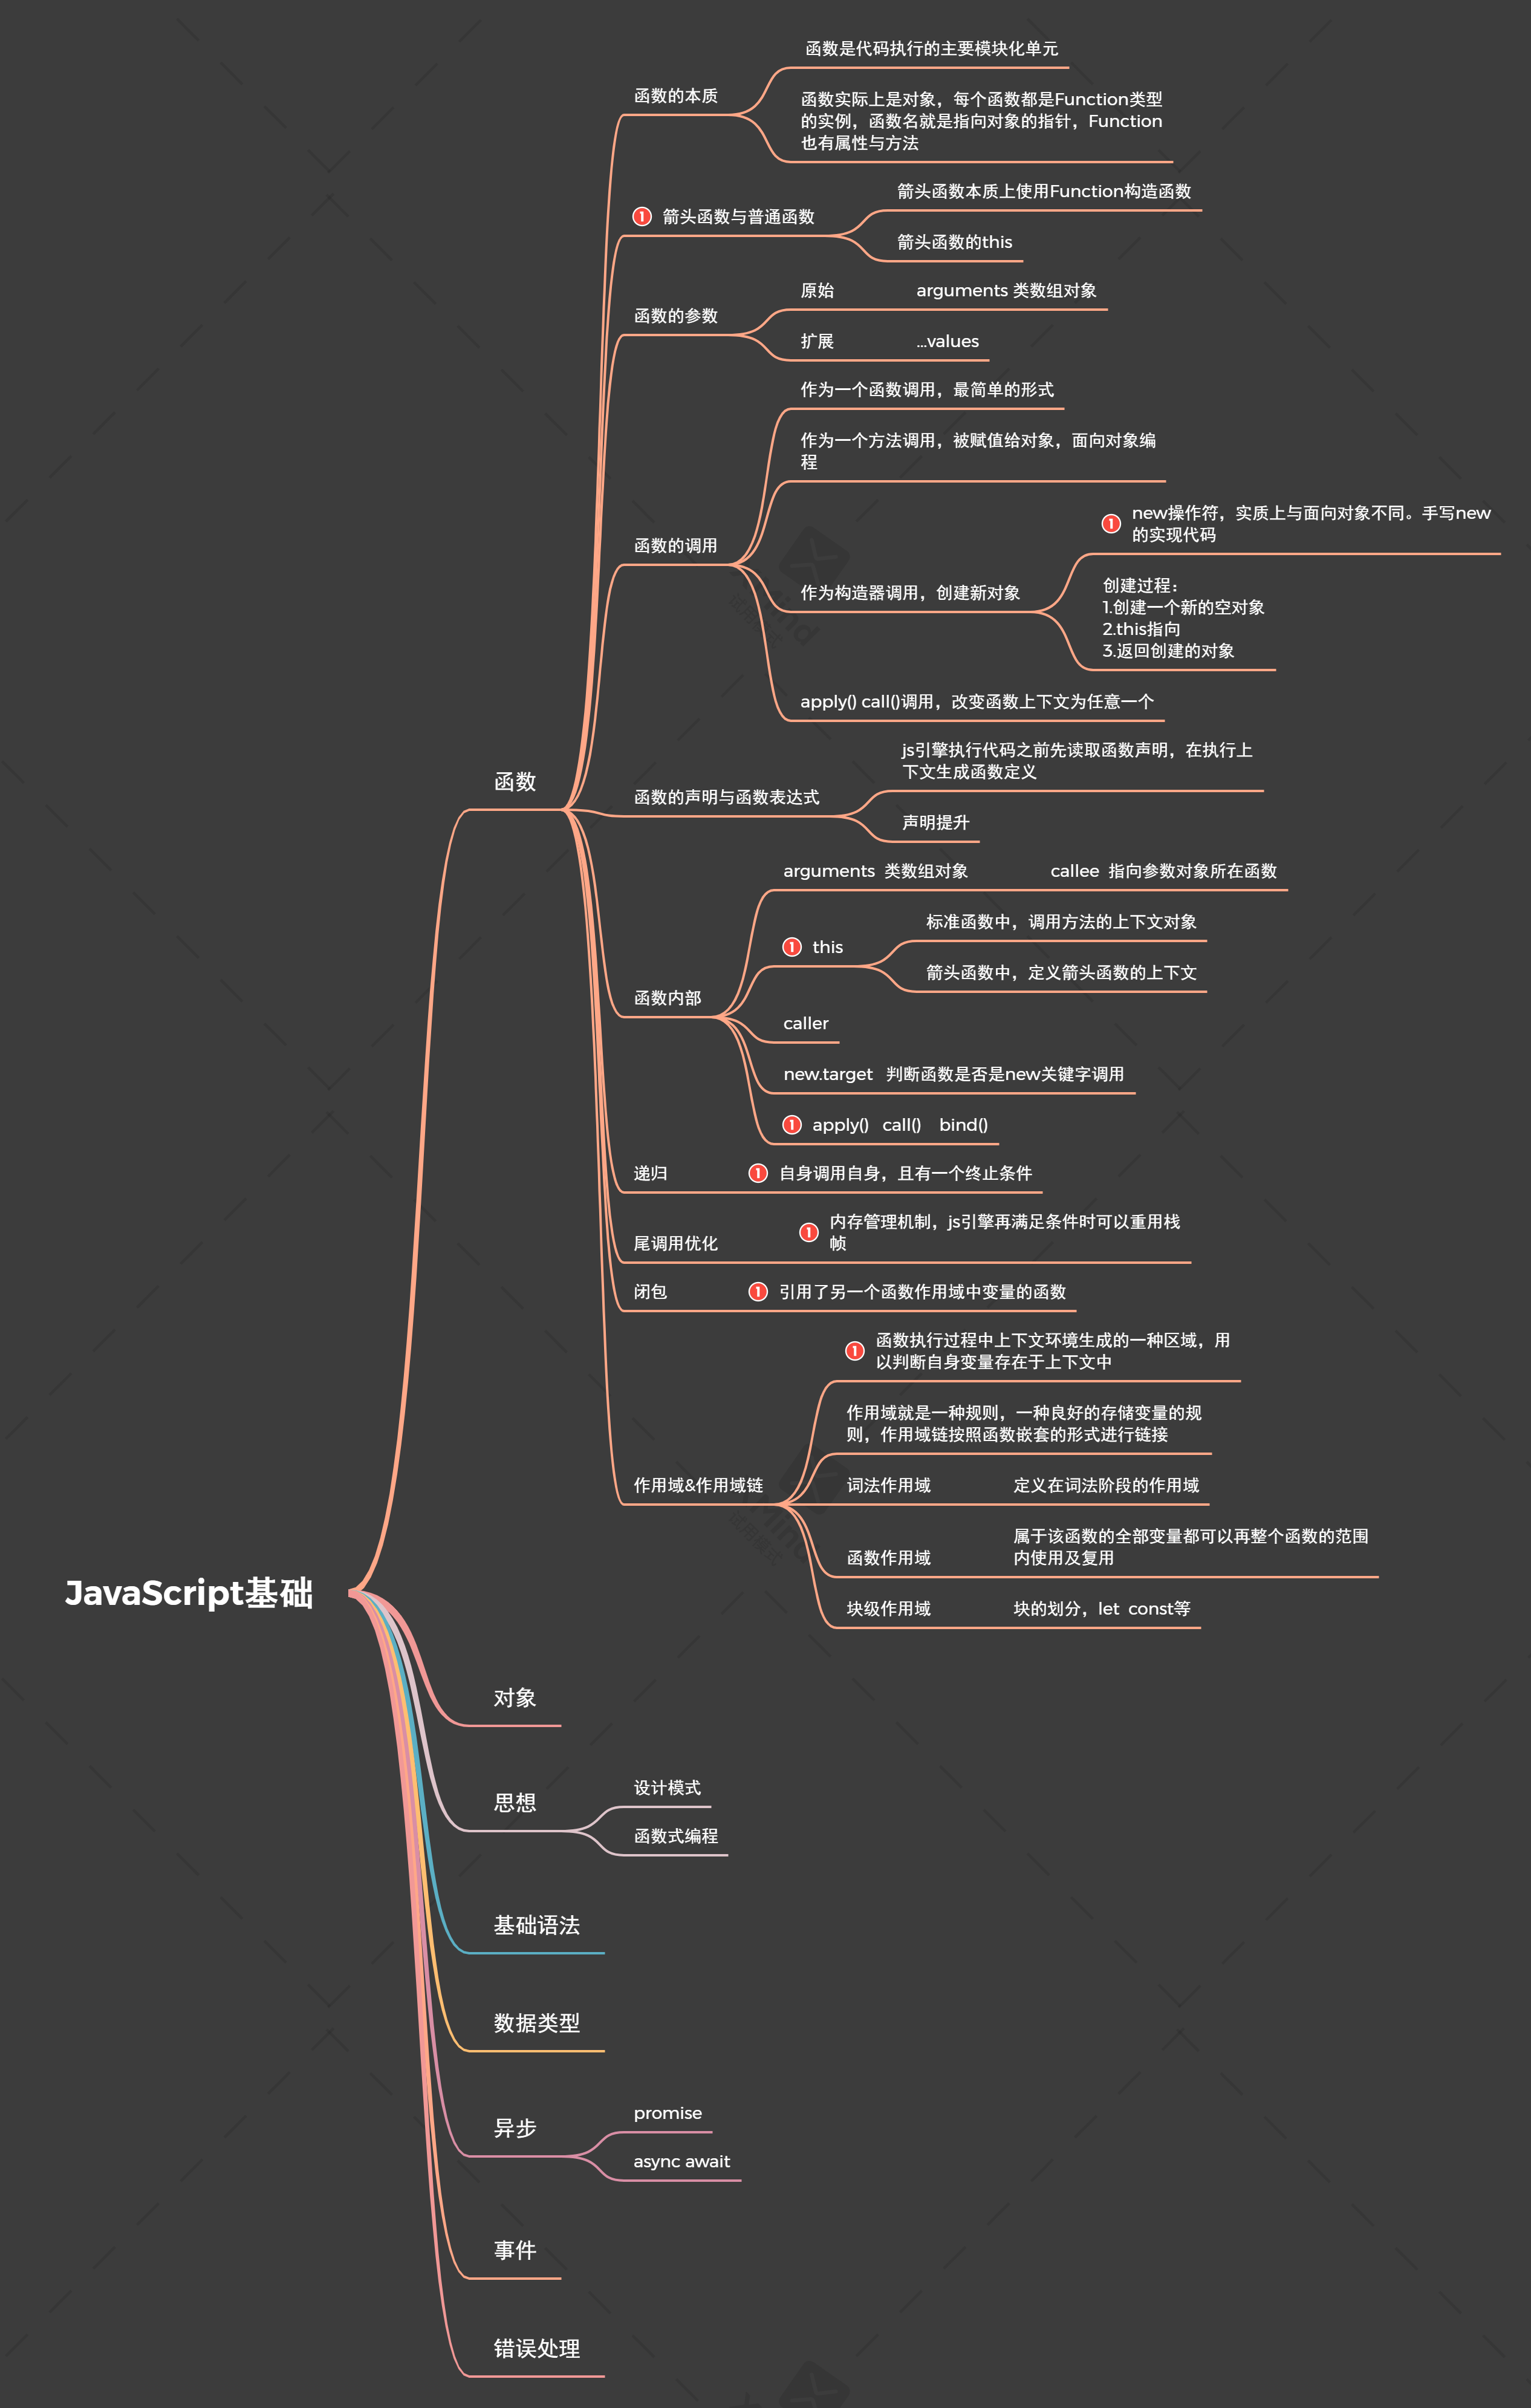 函数是代码执行的主要模块化单元
函数的本质
函数实际上是对象，每个函数都是Function类型
的实例，函数名就是指向对象的指针，Function
也有属性与方法
箭头函数本质上使用Function构造函数
1 箭头函数与普通函数
箭头函数的this
原始 arguments 类数组对象
函数的参数
扩展 ...values
作为一个函数调用，最简单的形式
作为一个方法调用，被赋值给对象，面向对象编
程
1 new操作符，实质上与面向对象不同。手写new
的实现代码
函数的调用
作为构造器调用，创建新对象
创建过程：
1.创建一个新的空对象
2.this指向
3.返回创建的对象
apply() call()调用，改变函数上下文为任意一个
js引擎执行代码之前先读取函数声明，在执行上
下文生成函数定义
函数
函数的声明与函数表达式
声明提升
arguments 类数组对象 callee 指向参数对象所在函数
标准函数中，调用方法的上下文对象
1 this
箭头函数中，定义箭头函数的上下文
函数内部
caller
new.target 判断函数是否是new关键字调用
1 apply() call() bind()
递归 1 自身调用自身，且有一个终止条件
1 内存管理机制，js引擎再满足条件时可以重用栈
帧
尾调用优化
闭包 1 引用了另一个函数作用域中变量的函数
1 函数执行过程中上下文环境生成的一种区域，用
以判断自身变量存在于上下文中
作用域就是一种规则，一种良好的存储变量的规
则，作用域链按照函数嵌套的形式进行链接
作用域&作用域链
词法作用域 定义在词法阶段的作用域
属于该函数的全部变量都可以再整个函数的范围
内使用及复用
函数作用域
块级作用域 块的划分，let const等
JavaScript基础
对象
设计模式
思想
函数式编程
基础语法
数据类型
promise
异步
async await
事件
错误处理